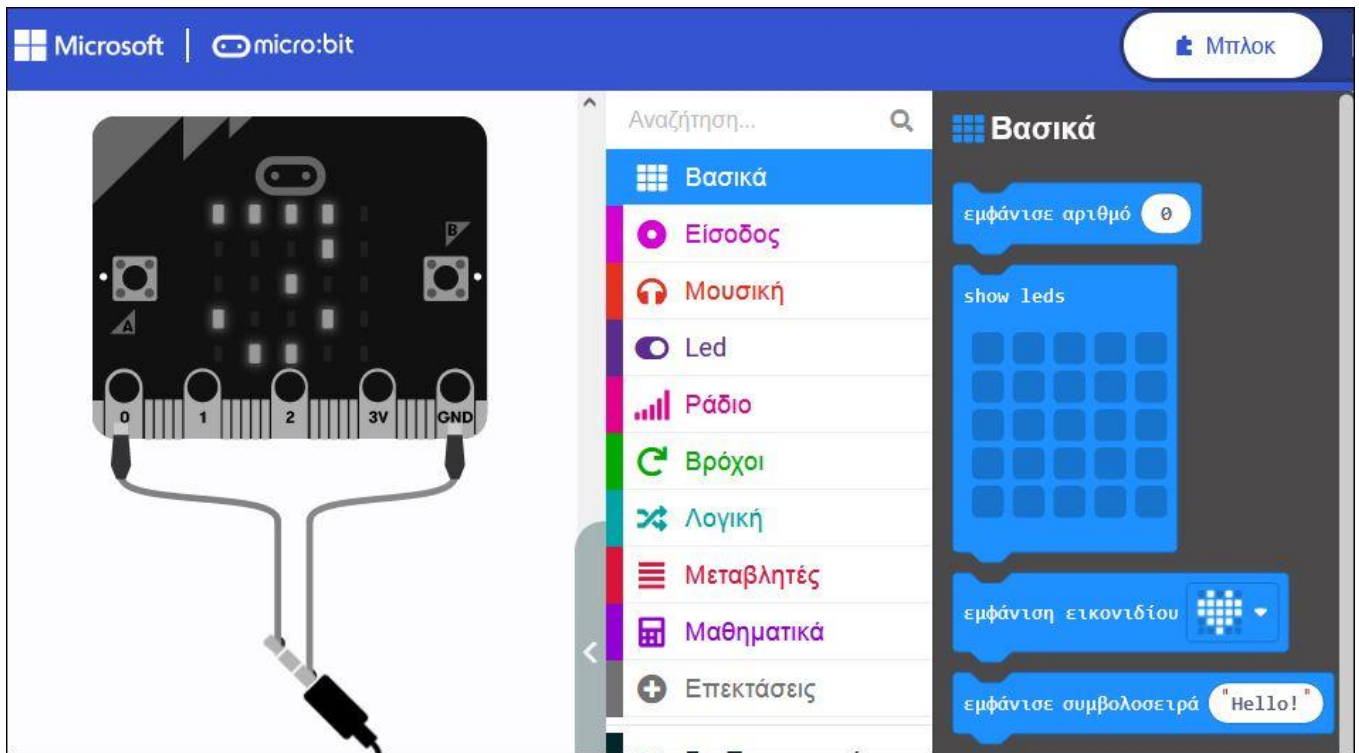 Microsoft | micro:bit
Μπλοκ
B
A
0 1 2 3V GND
Αναζήτηση...
Βασικά
Είσοδος
Μουσική
Led
Ράδιο
Βρόχοι
Λογική
Μεταβλητές
Μαθηματικά
Επεκτάσεις
Βασικά
εμφάνισε αριθμό 0
show leds
εμφάνιση εικονιδίου
εμφάνισε συμβολοσειρά "Hello!"